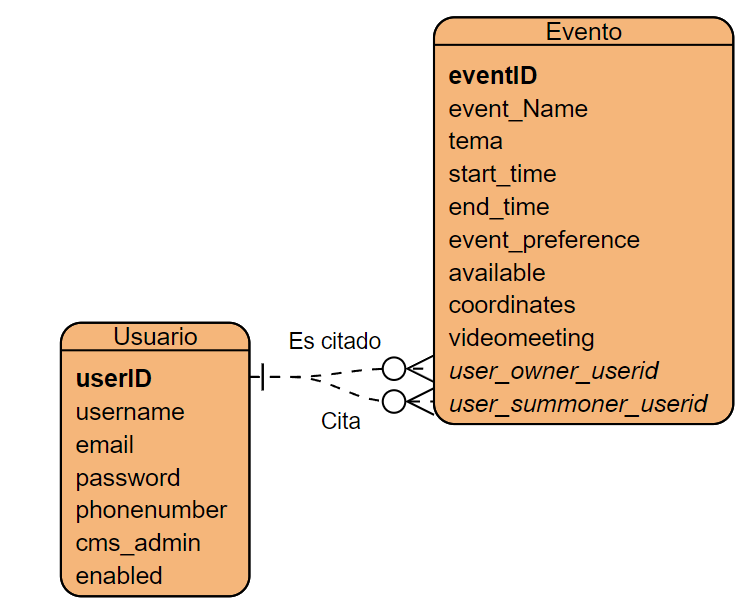 Evento
eventID
event_Name
tema
start_time
end_time
event_preference
available
coordinates
videomeeting
user_owner_userid
user_summoner_userid
Usuario
userID
username
email
password
phonenumber
cms_admin
enabled
Es citado
Cita